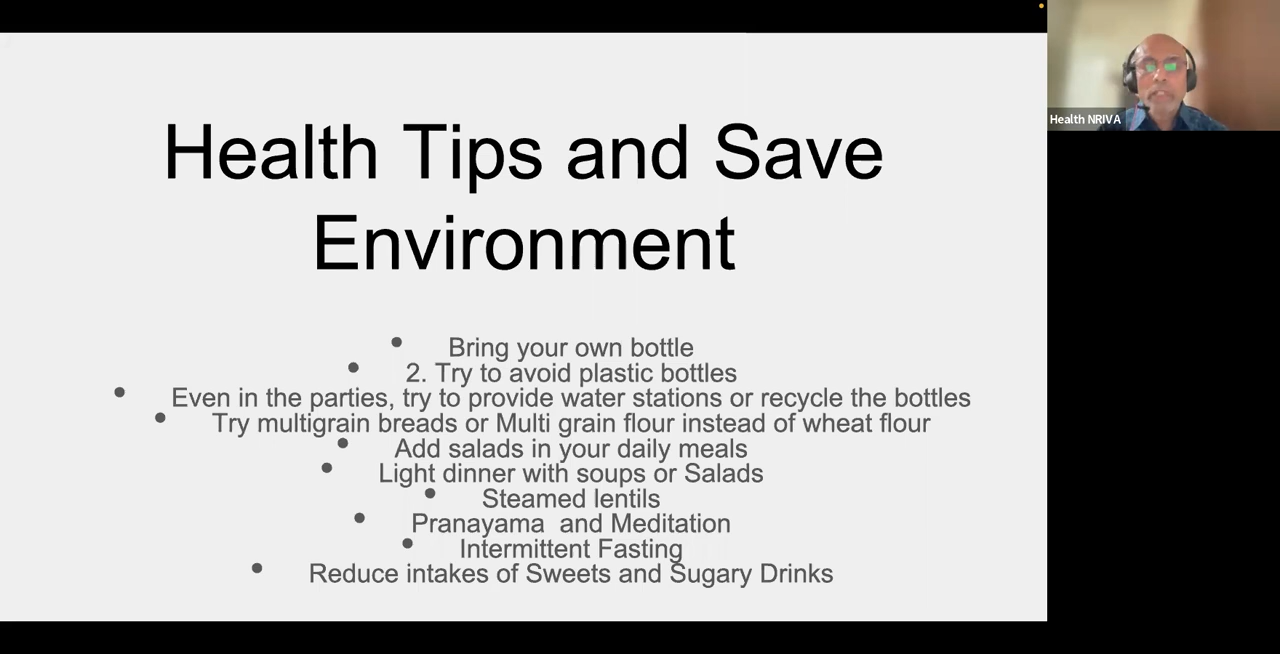 Health Tips and Save
Environment
• Bring your own bottle
• 2. Try to avoid plastic bottles
• Even in the parties, try to provide water stations or recycle the bottles
• Try multigrain breads or Multi grain flour instead of wheat flour
• Add salads in your daily meals
• Light dinner with soups or Salads
• Steamed lentils
• Pranayama  and Meditation
• Intermittent Fasting
• Reduce intakes of Sweets and Sugary Drinks
Health NRIVA